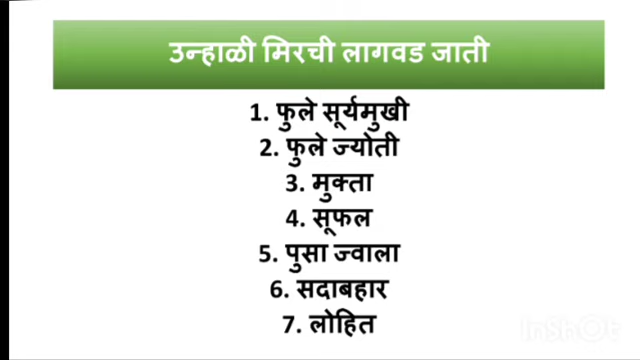 उन्हाळी मिरची लागवड जाती
1. फुले सूर्यमुखी
2. फुले ज्योती
3. मुक्ता
4. सूफल
5. पुसा ज्वाला
6. सदाबहार
7. लोहित
InShOt